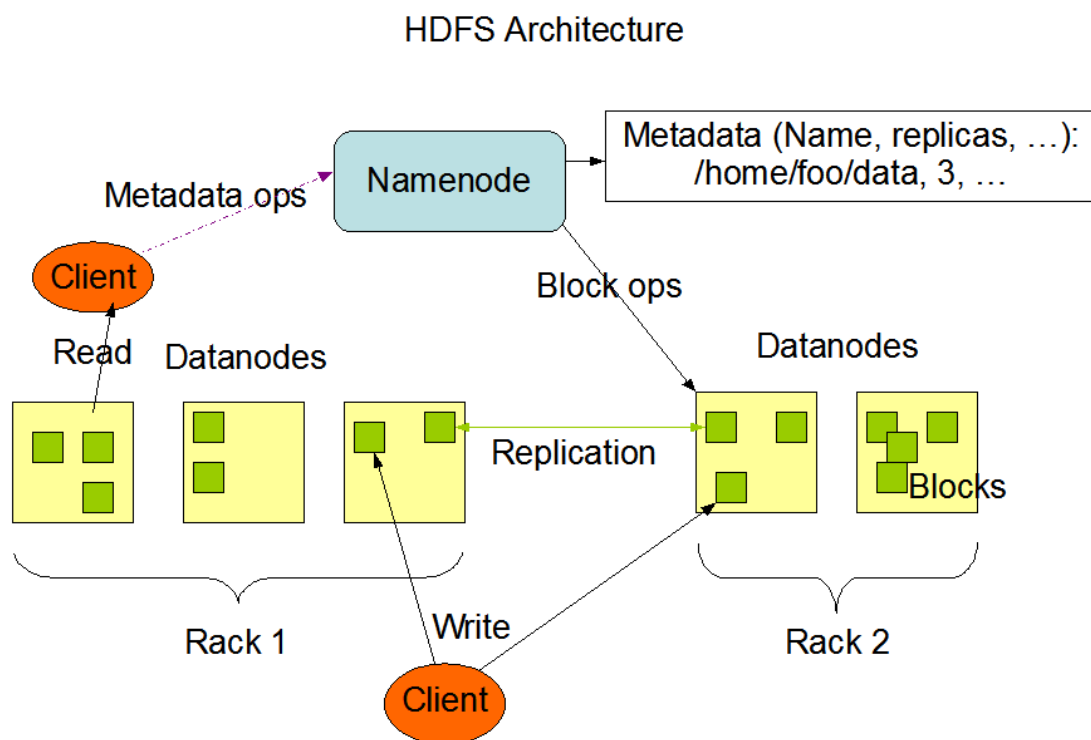 HDFS Architecture
Metadata (Name, replicas, …):
/home/foo/data, 3, …
Namenode
Metadata ops
Client
Block ops
Read
Datanodes
Datanodes
Replication
Blocks
Rack 1
Write
Rack 2
Client